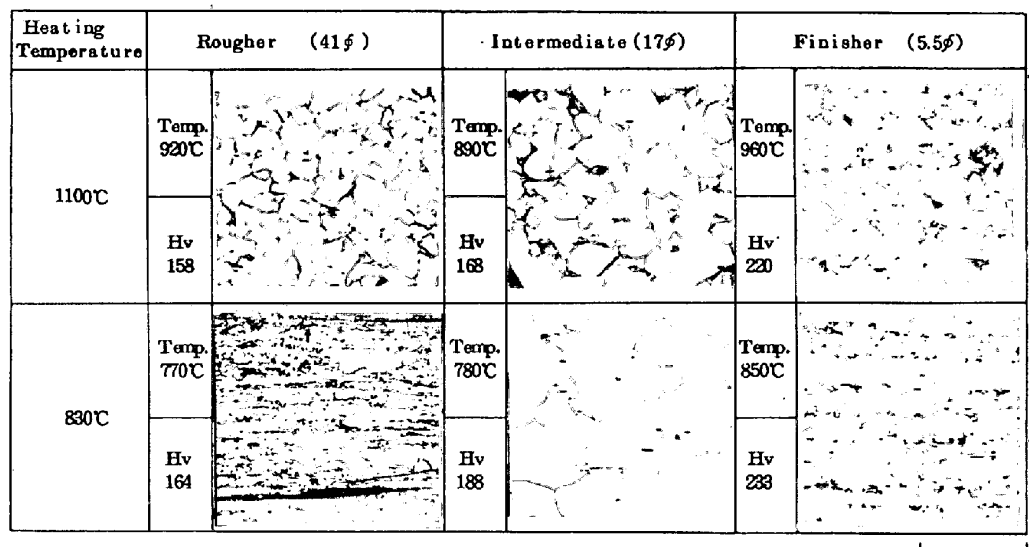 Heating
Temperature
Rougher (41ϕ)
Intermediate (17ϕ)
Finisher (5.5ϕ)
1100℃
Temp.
920℃
Hv
158
Temp.
890℃
Hv
168
Temp.
960℃
Hv
220
830℃
Temp.
770℃
Hv
164
Temp.
780℃
Hv
188
Temp.
850℃
Hv
233